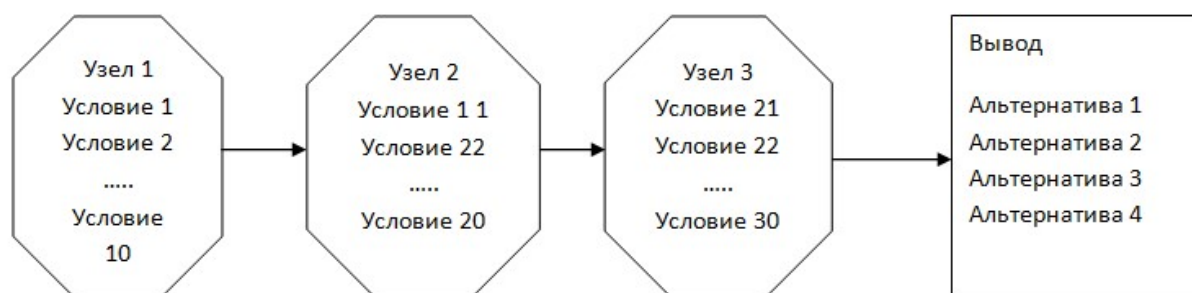 Узел 1
Условие 1
Условие 2
.....
Условие
10
Узел 2
Условие 1 1
Условие 22
.....
Условие 20
Узел 3
Условие 21
Условие 22
.....
Условие 30
Вывод
Альтернатива 1
Альтернатива 2
Альтернатива 3
Альтернатива 4